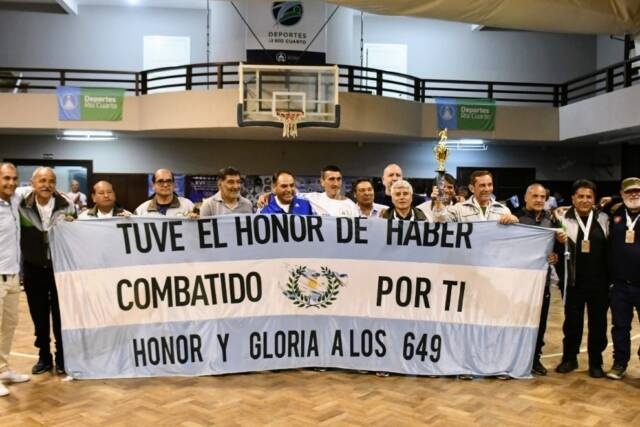 DEPORTES
RÍO CUARTO
Deportes
Río Cuarto
Deportes
Río Cuarto
TUVE EL HONOR DE HABER
COMBATIDO POR TI
HONOR Y GLORIA A LOS 649